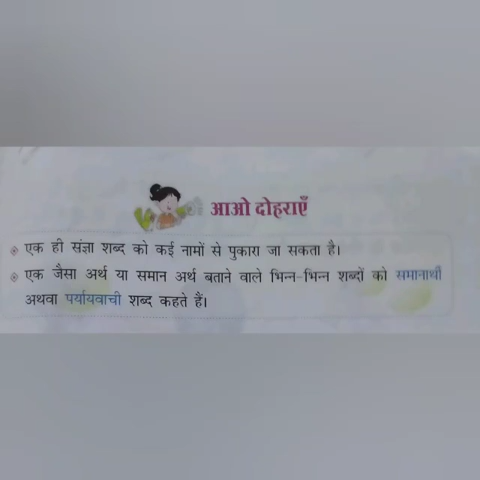 आओ दोहराएँ
एक ही संज्ञा शब्द को कई नामों से पुकारा जा सकता है।
एक जैसा अर्थ या समान अर्थ बताने वाले भिन्न-भिन्न शब्दों को समानार्थी
अथवा पर्यायवाची शब्द कहते हैं।